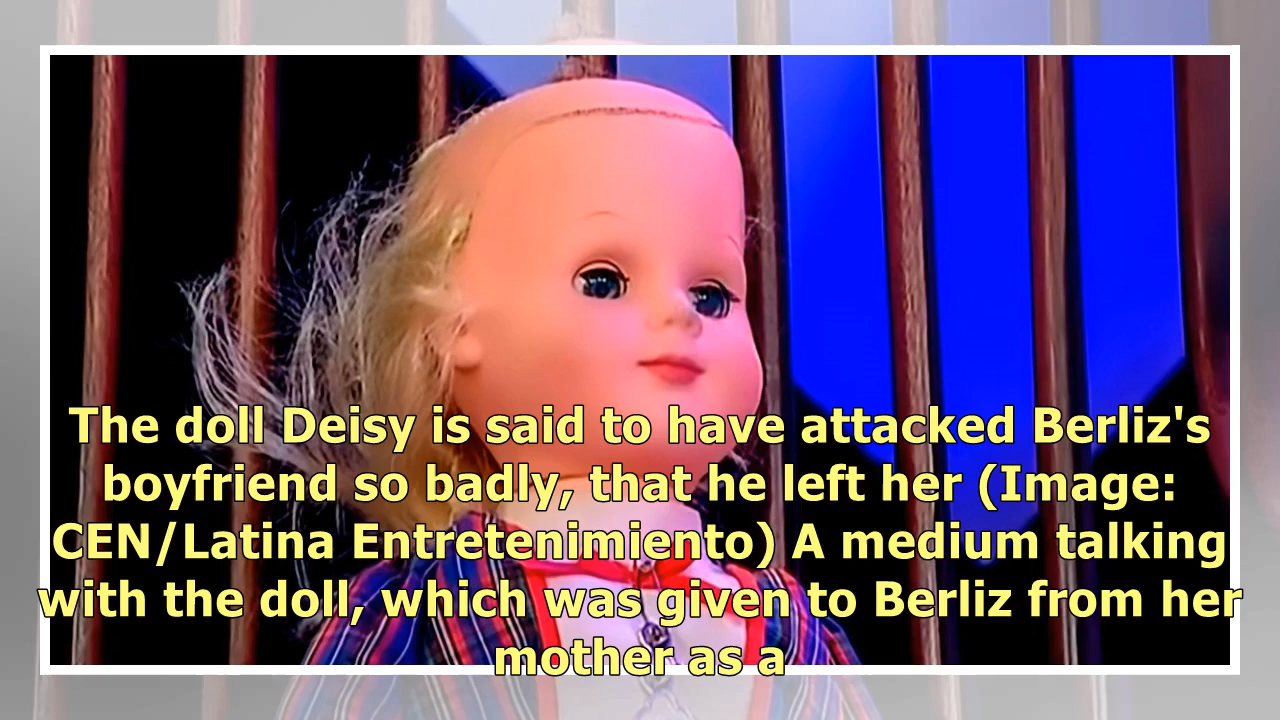 The doll Deisy is said to have attacked Berliz's
boyfriend so badly, that he left her (Image:
CEN/Latina Entretenimiento) A medium talking
with the doll, which was given to Berliz from her
mother as a